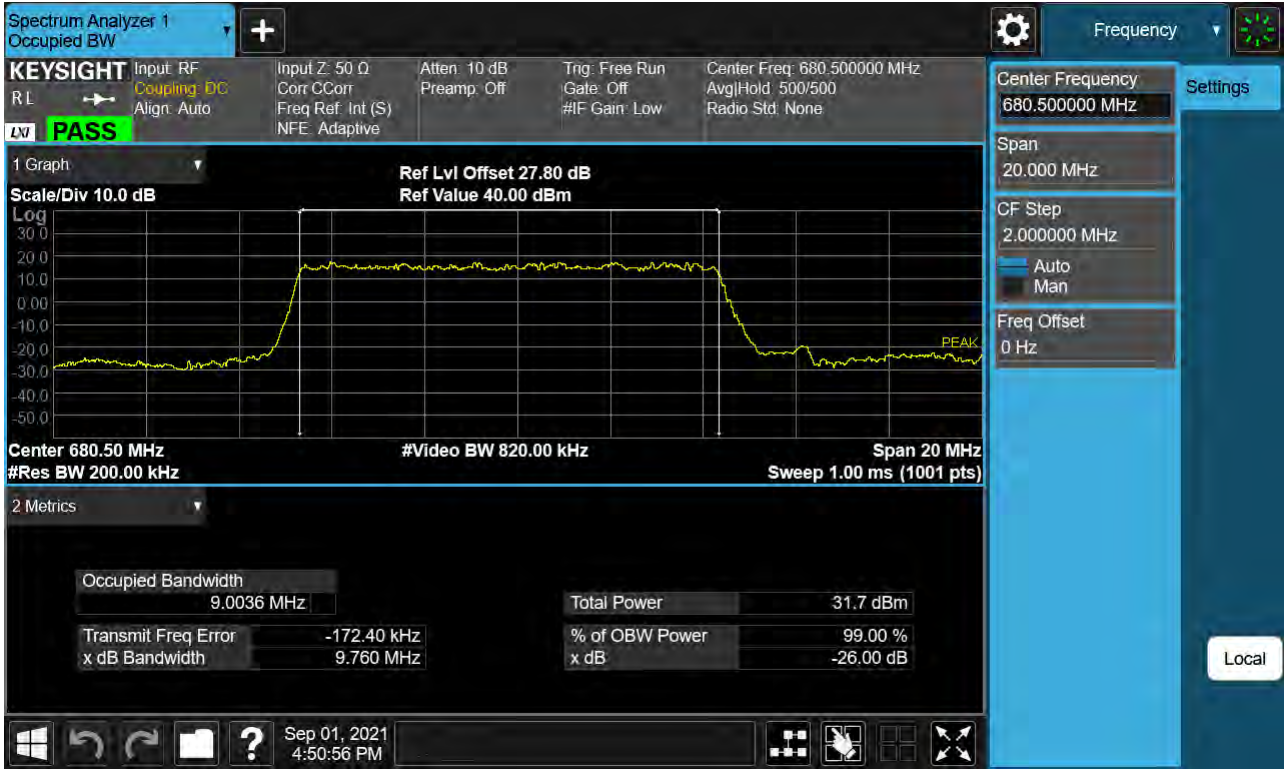 Spectrum Analyzer 1
Occupied BW
Frequency
KEYSIGHT
R L
LXI
PASS
Input: RF
Coupling: DC
Align: Auto
Input Z: 50 Ω
Corr CCorr
Freq Ref: Int (S)
NFE: Adaptive
Atten: 10 dB
Preamp: Off
Trig: Free Run
Gate: Off
#IF Gain: Low
Center Freq: 680.500000 MHz
Avg|Hold: 500/500
Radio Std: None
Center Frequency
680.500000 MHz
Settings
Span
20.000 MHz
CF Step
2.000000 MHz
Auto
Man
Freq Offset
0 Hz
Local
1 Graph
Scale/Div 10.0 dB
Ref Lvl Offset 27.80 dB
Ref Value 40.00 dBm
Log
30.0
20.0
10.0
0.00
-10.0
-20.0
-30.0
-40.0
-50.0
PEAK
Center 680.50 MHz
#Video BW 820.00 kHz
Span 20 MHz
#Res BW 200.00 kHz
Sweep 1.00 ms (1001 pts)
2 Metrics
Occupied Bandwidth
9.0036 MHz
Total Power 31.7 dBm
Transmit Freq Error -172.40 kHz
% of OBW Power 99.00 %
x dB Bandwidth 9.760 MHz
x dB -26.00 dB
?
Sep 01, 2021
4:50:56 PM